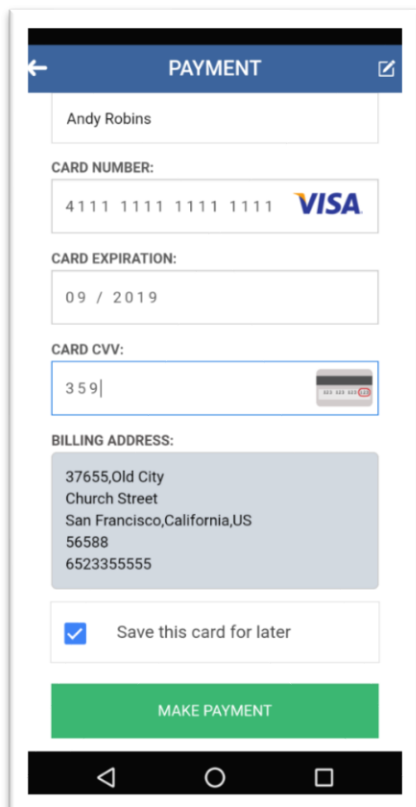 PAYMENT
Andy Robins
CARD NUMBER:
4111 1111 1111 1111 VISA
CARD EXPIRATION:
09 / 2019
CARD CVV:
359
BILLING ADDRESS:
37655,Old City
Church Street
San Francisco,California,US
56588
6523355555
Save this card for later
MAKE PAYMENT